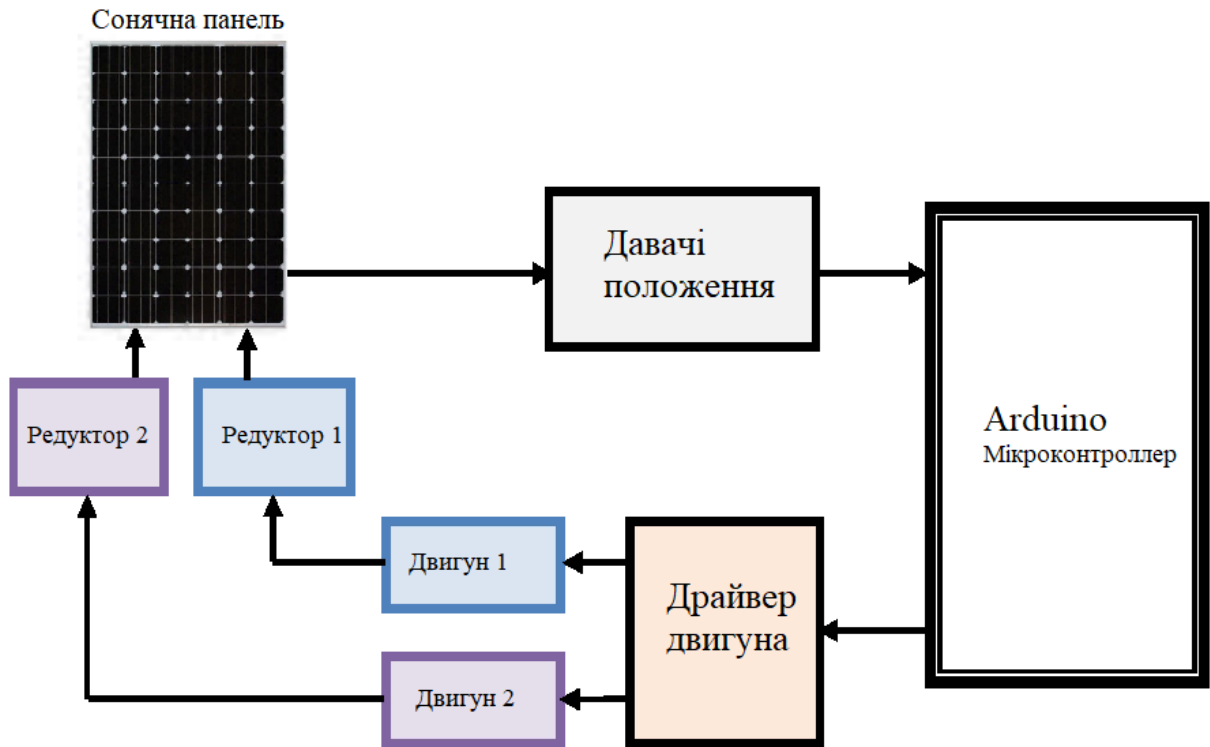 Сонячна панель
Давачі
положення
Arduino
Мікроконтроллер
Редуктор 2
Редуктор 1
Двигун 1
Драйвер
двигуна
Двигун 2